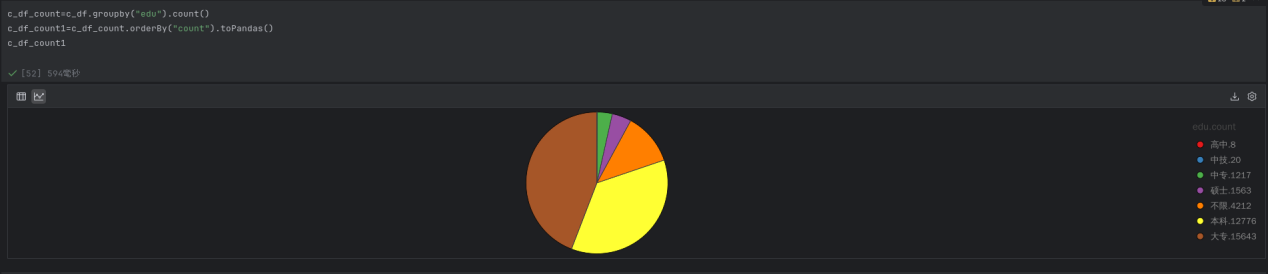 c_df_count=c_df.groupby("edu").count()
c_df_count1=c_df_count.orderBy("count").toPandas()
c_df_count1
[52] 594毫秒
edu.count
高中.8
中技.20
中专.1217
硕士.1563
不限.4212
本科.12776
大专.15643